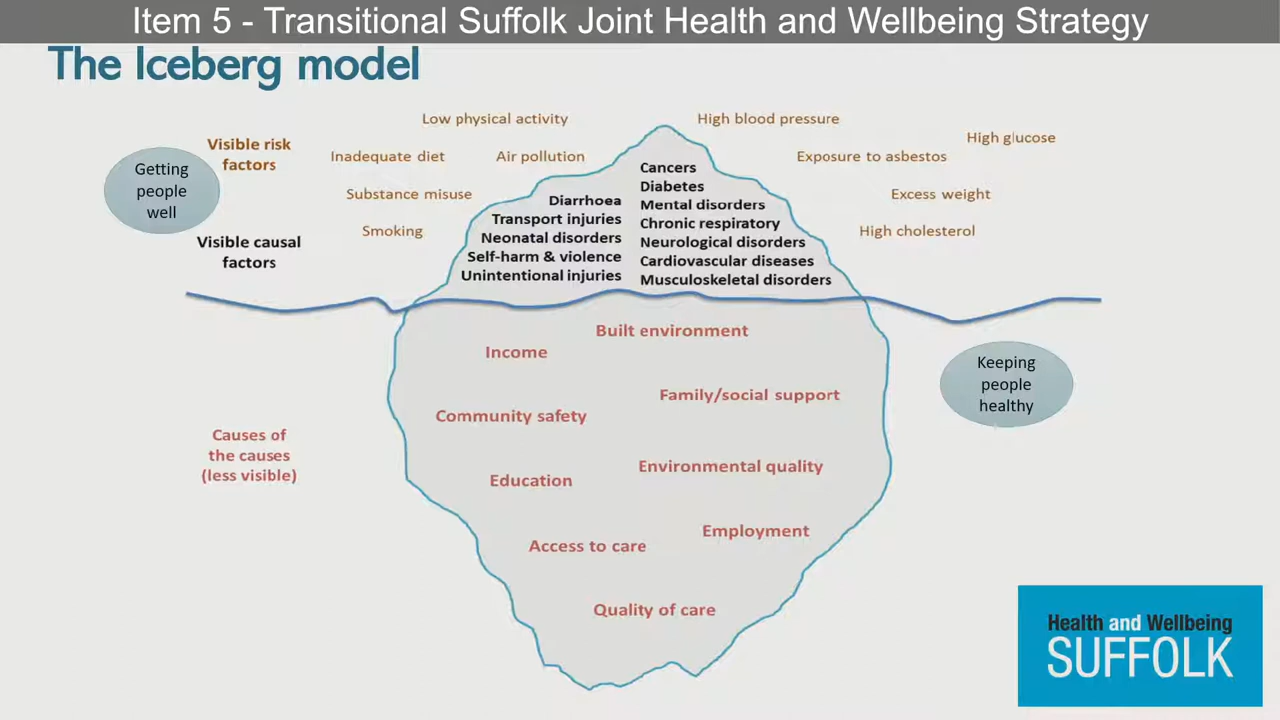 Item 5 - Transitional Suffolk Joint Health and Wellbeing Strategy
The Iceberg model
Low physical activity
High blood pressure
High glucose
Visible risk
factors
Inadequate diet
Air pollution
Exposure to asbestos
Getting
people
well
Substance misuse
Excess weight
Smoking
High cholesterol
Visible causal
factors
Diarrhoea
Transport injuries
Neonatal disorders
Self-harm & violence
Unintentional injuries
Cancers
Diabetes
Mental disorders
Chronic respiratory
Neurological disorders
Cardiovascular diseases
Musculoskeletal disorders
Built environment
Income
Keeping
people
healthy
Family/social support
Community safety
Causes of
the causes
(less visible)
Environmental quality
Education
Employment
Access to care
Quality of care
Health and Wellbeing
SUFFOLK